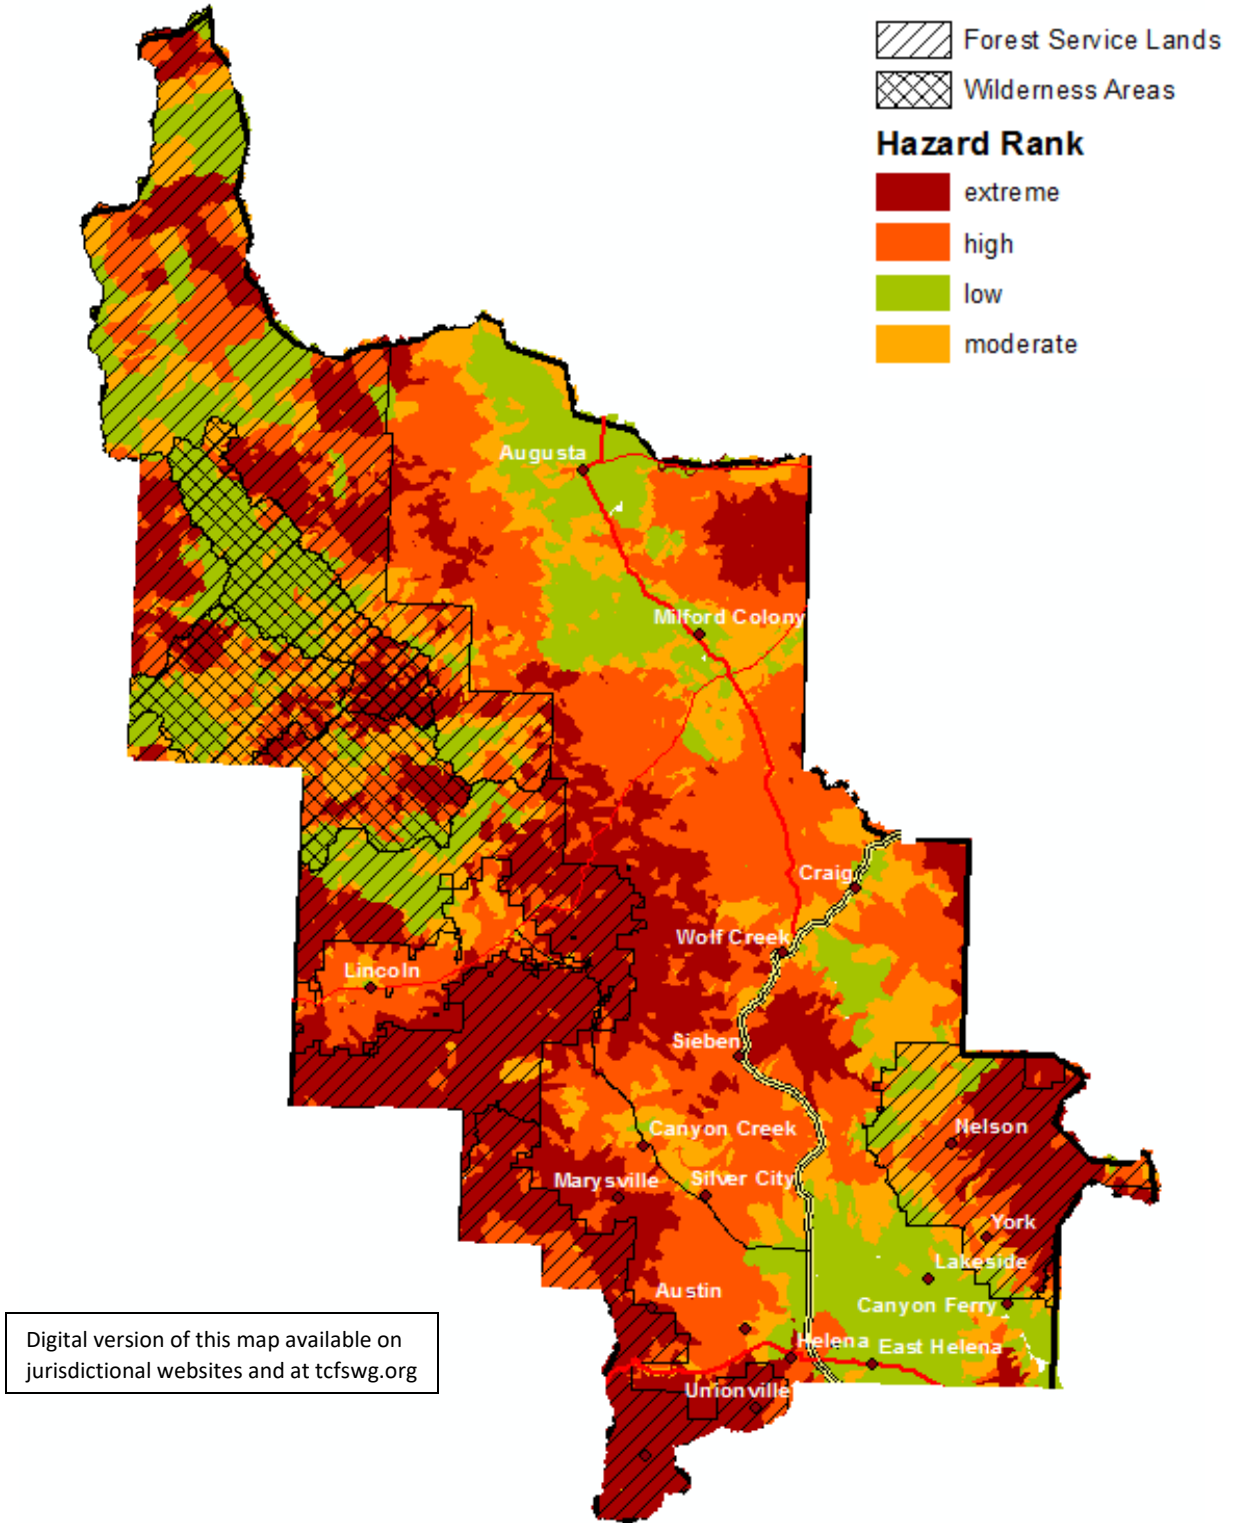 Forest Service Lands
Wilderness Areas
Hazard Rank
extreme
high
low
moderate
Augusta
Milford Colony
Craig
Wolf Creek
Lincoln
Sieben
Nelson
Canyon Creek
Marysville
Silver City
York
Lakeside
Austin
Canyon Ferry
Helena
East Helena
Unionville
Digital version of this map available on
jurisdictional websites and at tcfswg.org